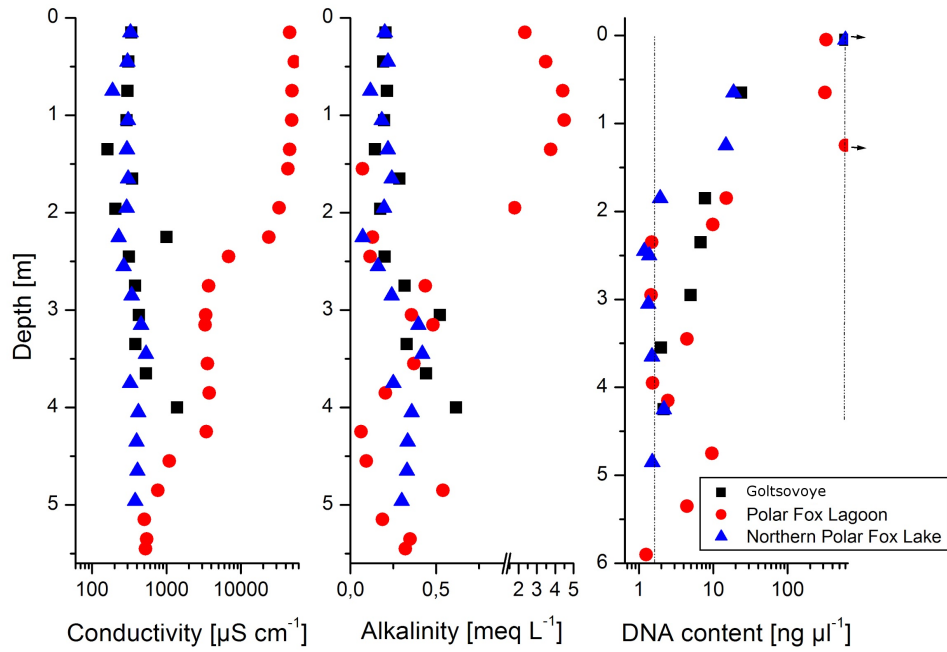 0
1
2
3
4
5
Depth [m]
100 1000 10000
Conductivity [µS cm⁻¹]
0,0 0,5 2 3 4 5
Alkalinity [meq L⁻¹]
0
1
2
3
4
5
6
Goltsovoye
Polar Fox Lagoon
Northern Polar Fox Lake
1 10 100
DNA content [ng µl⁻¹]